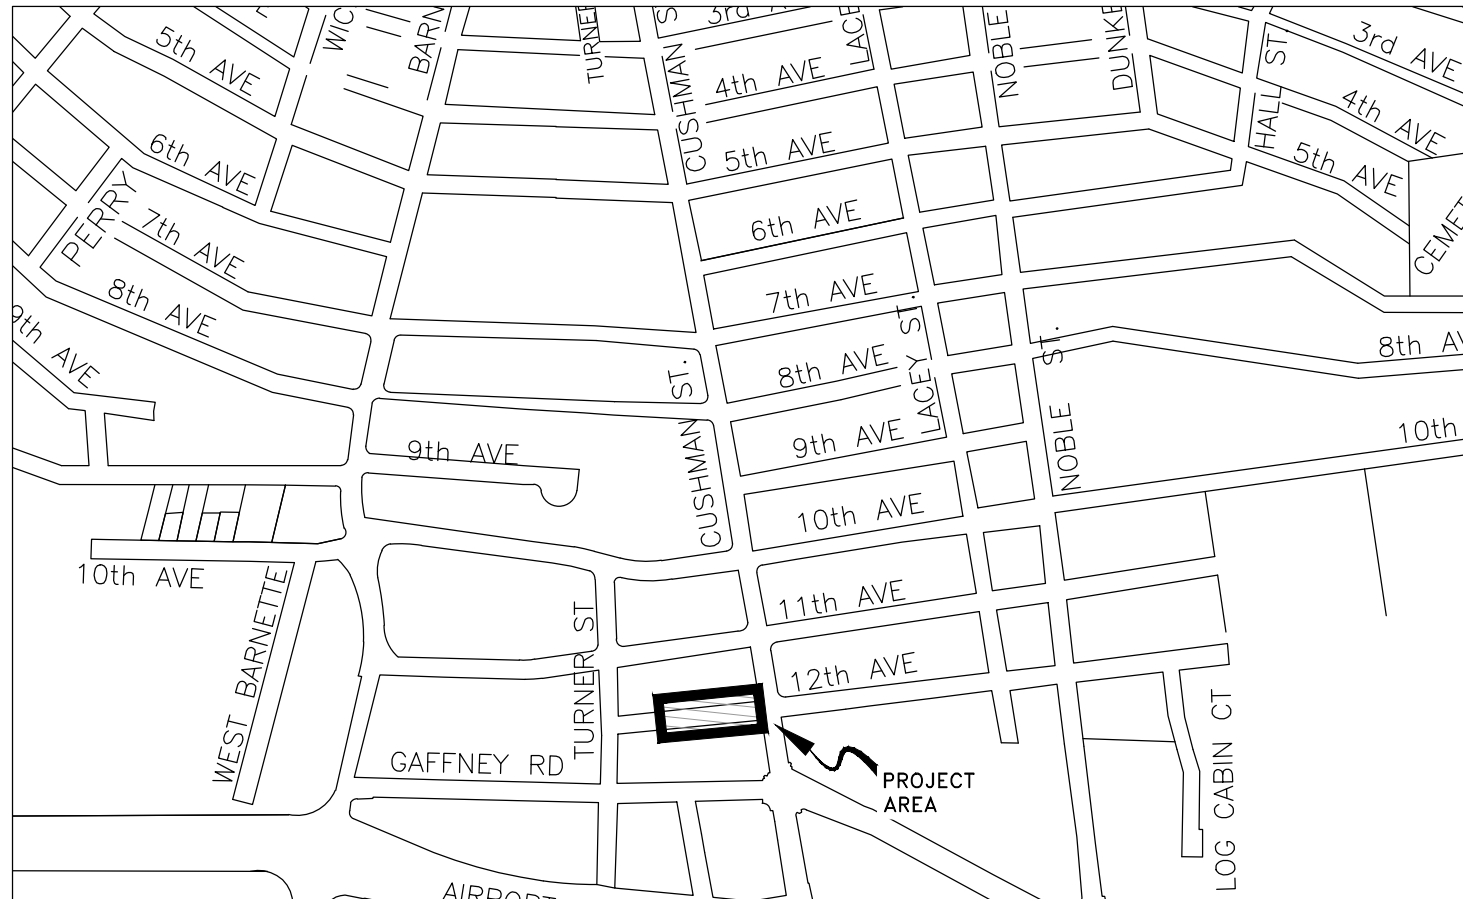 5th AVE
TURNER
CUSHMAN S
3rd
LACE
NOBLE
DUNKE
HALL ST
3rd AVE
4th AVE
4th AVE
6th AVE
5th AVE
5th AVE
PERRY
7th AVE
6th AVE
CEMET
8th AVE
7th AVE
LACEY ST.
NOBLE ST.
8th AV
9th AVE
CUSHMAN ST.
8th AVE
9th AVE
9th AVE
10th
10th AVE
10th AVE
WEST BARNETTE
TURNER ST
11th AVE
12th AVE
GAFFNEY RD
PROJECT
AREA
LOG CABIN CT